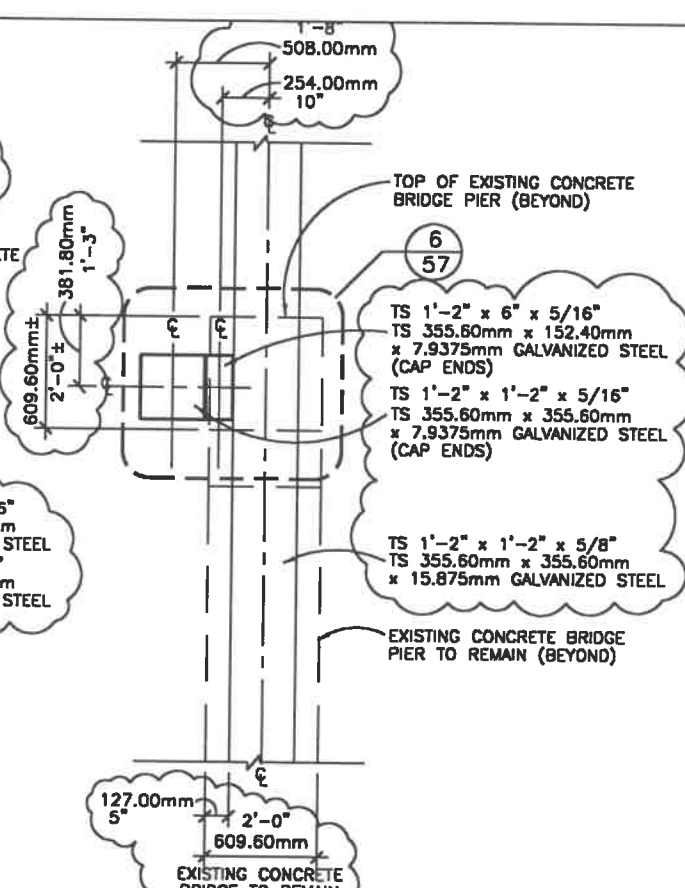 1'-8"
508.00mm
254.00mm
10"
℄
TOP OF EXISTING CONCRETE
BRIDGE PIER (BEYOND)
6
57
381.80mm
1'-3"
609.60mm±
2'-0"±
℄
℄
℄
TS 1'-2" x 6" x 5/16"
TS 355.60mm x 152.40mm
x 7.9375mm GALVANIZED STEEL
(CAP ENDS)
TS 1'-2" x 1'-2" x 5/16"
TS 355.60mm x 355.60mm
x 7.9375mm GALVANIZED STEEL
(CAP ENDS)
STEEL
STEEL
TS 1'-2" x 1'-2" x 5/8"
TS 355.60mm x 355.60mm
x 15.875mm GALVANIZED STEEL
EXISTING CONCRETE BRIDGE
PIER TO REMAIN (BEYOND)
℄
127.00mm
5"
2'-0"
609.60mm
EXISTING CONCRETE
BRIDGE TO REMAIN